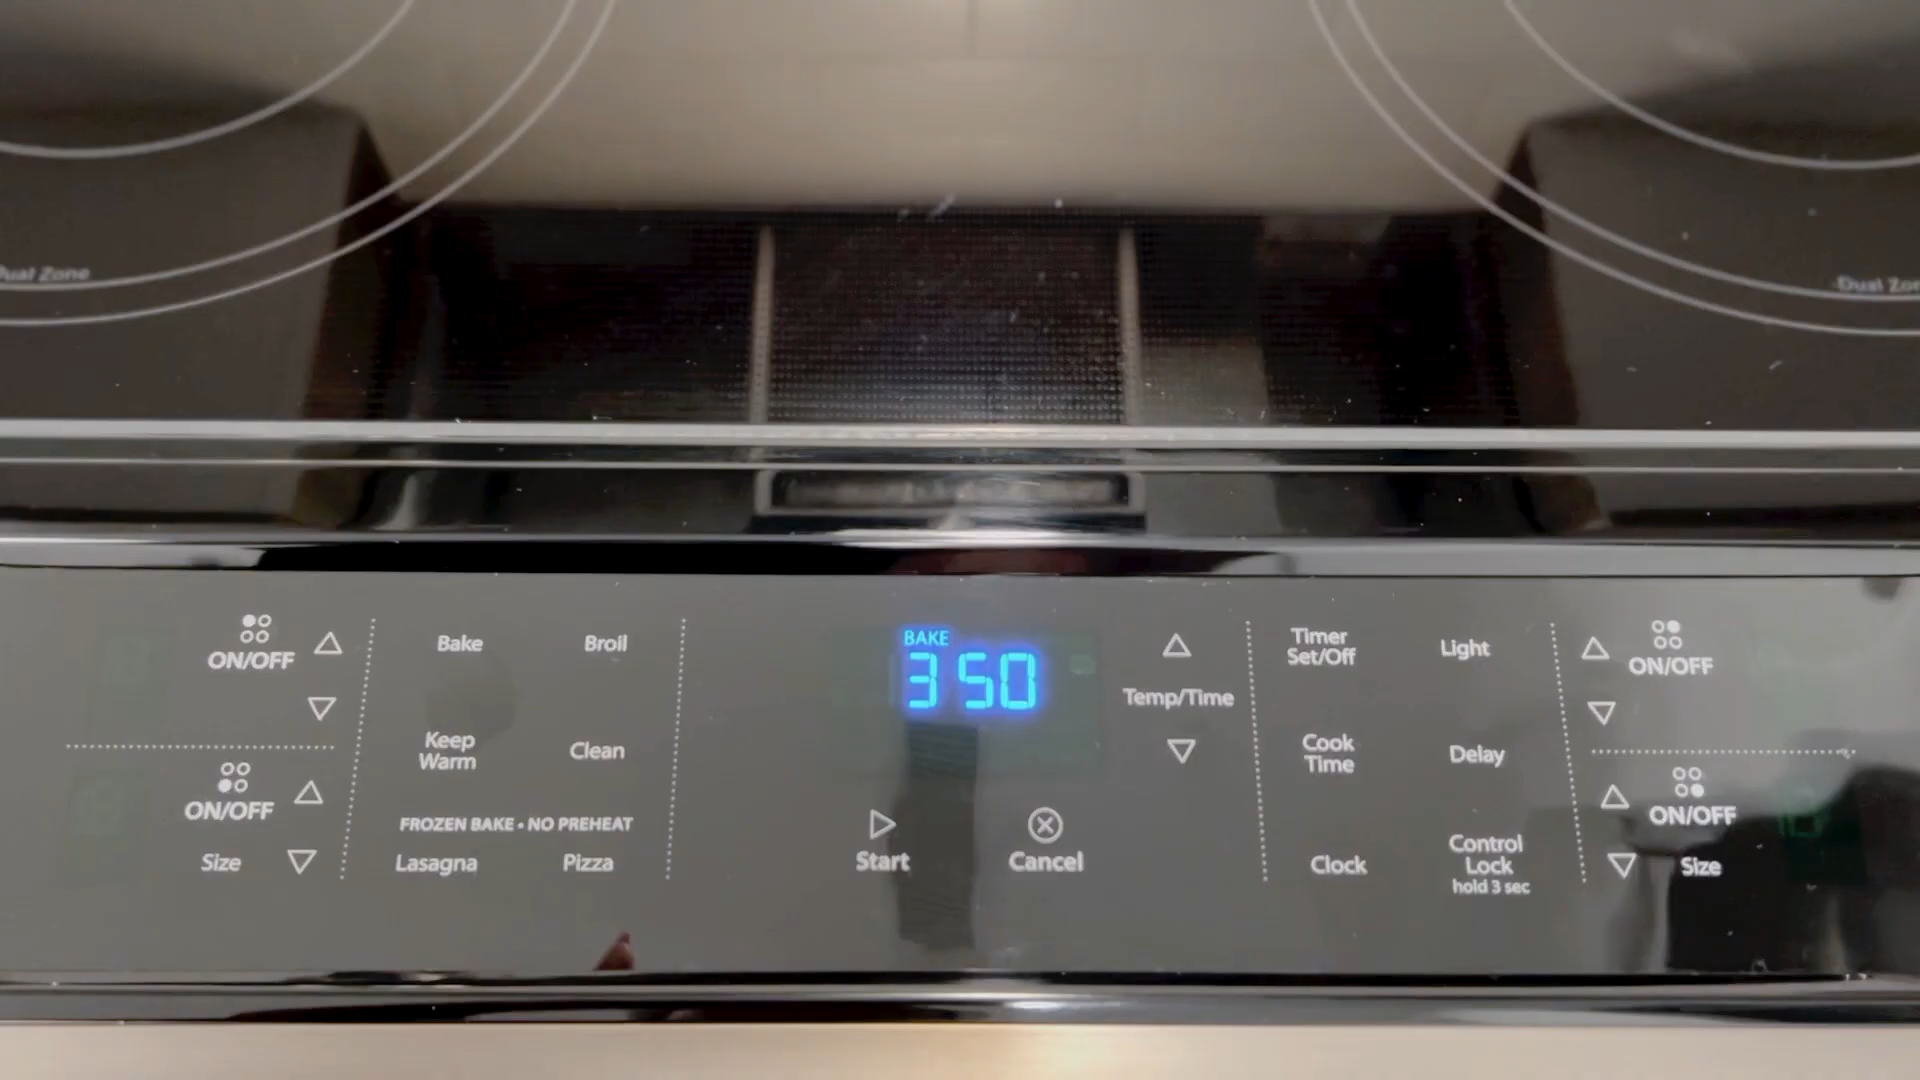 Dual Zone
Dual Zon
ON/OFF
ON/OFF
Size
Bake
Broil
Keep
Warm
Clean
FROZEN BAKE • NO PREHEAT
Lasagna
Pizza
BAKE
350
Start
Cancel
Temp/Time
Timer
Set/Off
Light
Cook
Time
Delay
Clock
Control
Lock
hold 3 sec
ON/OFF
ON/OFF
Size